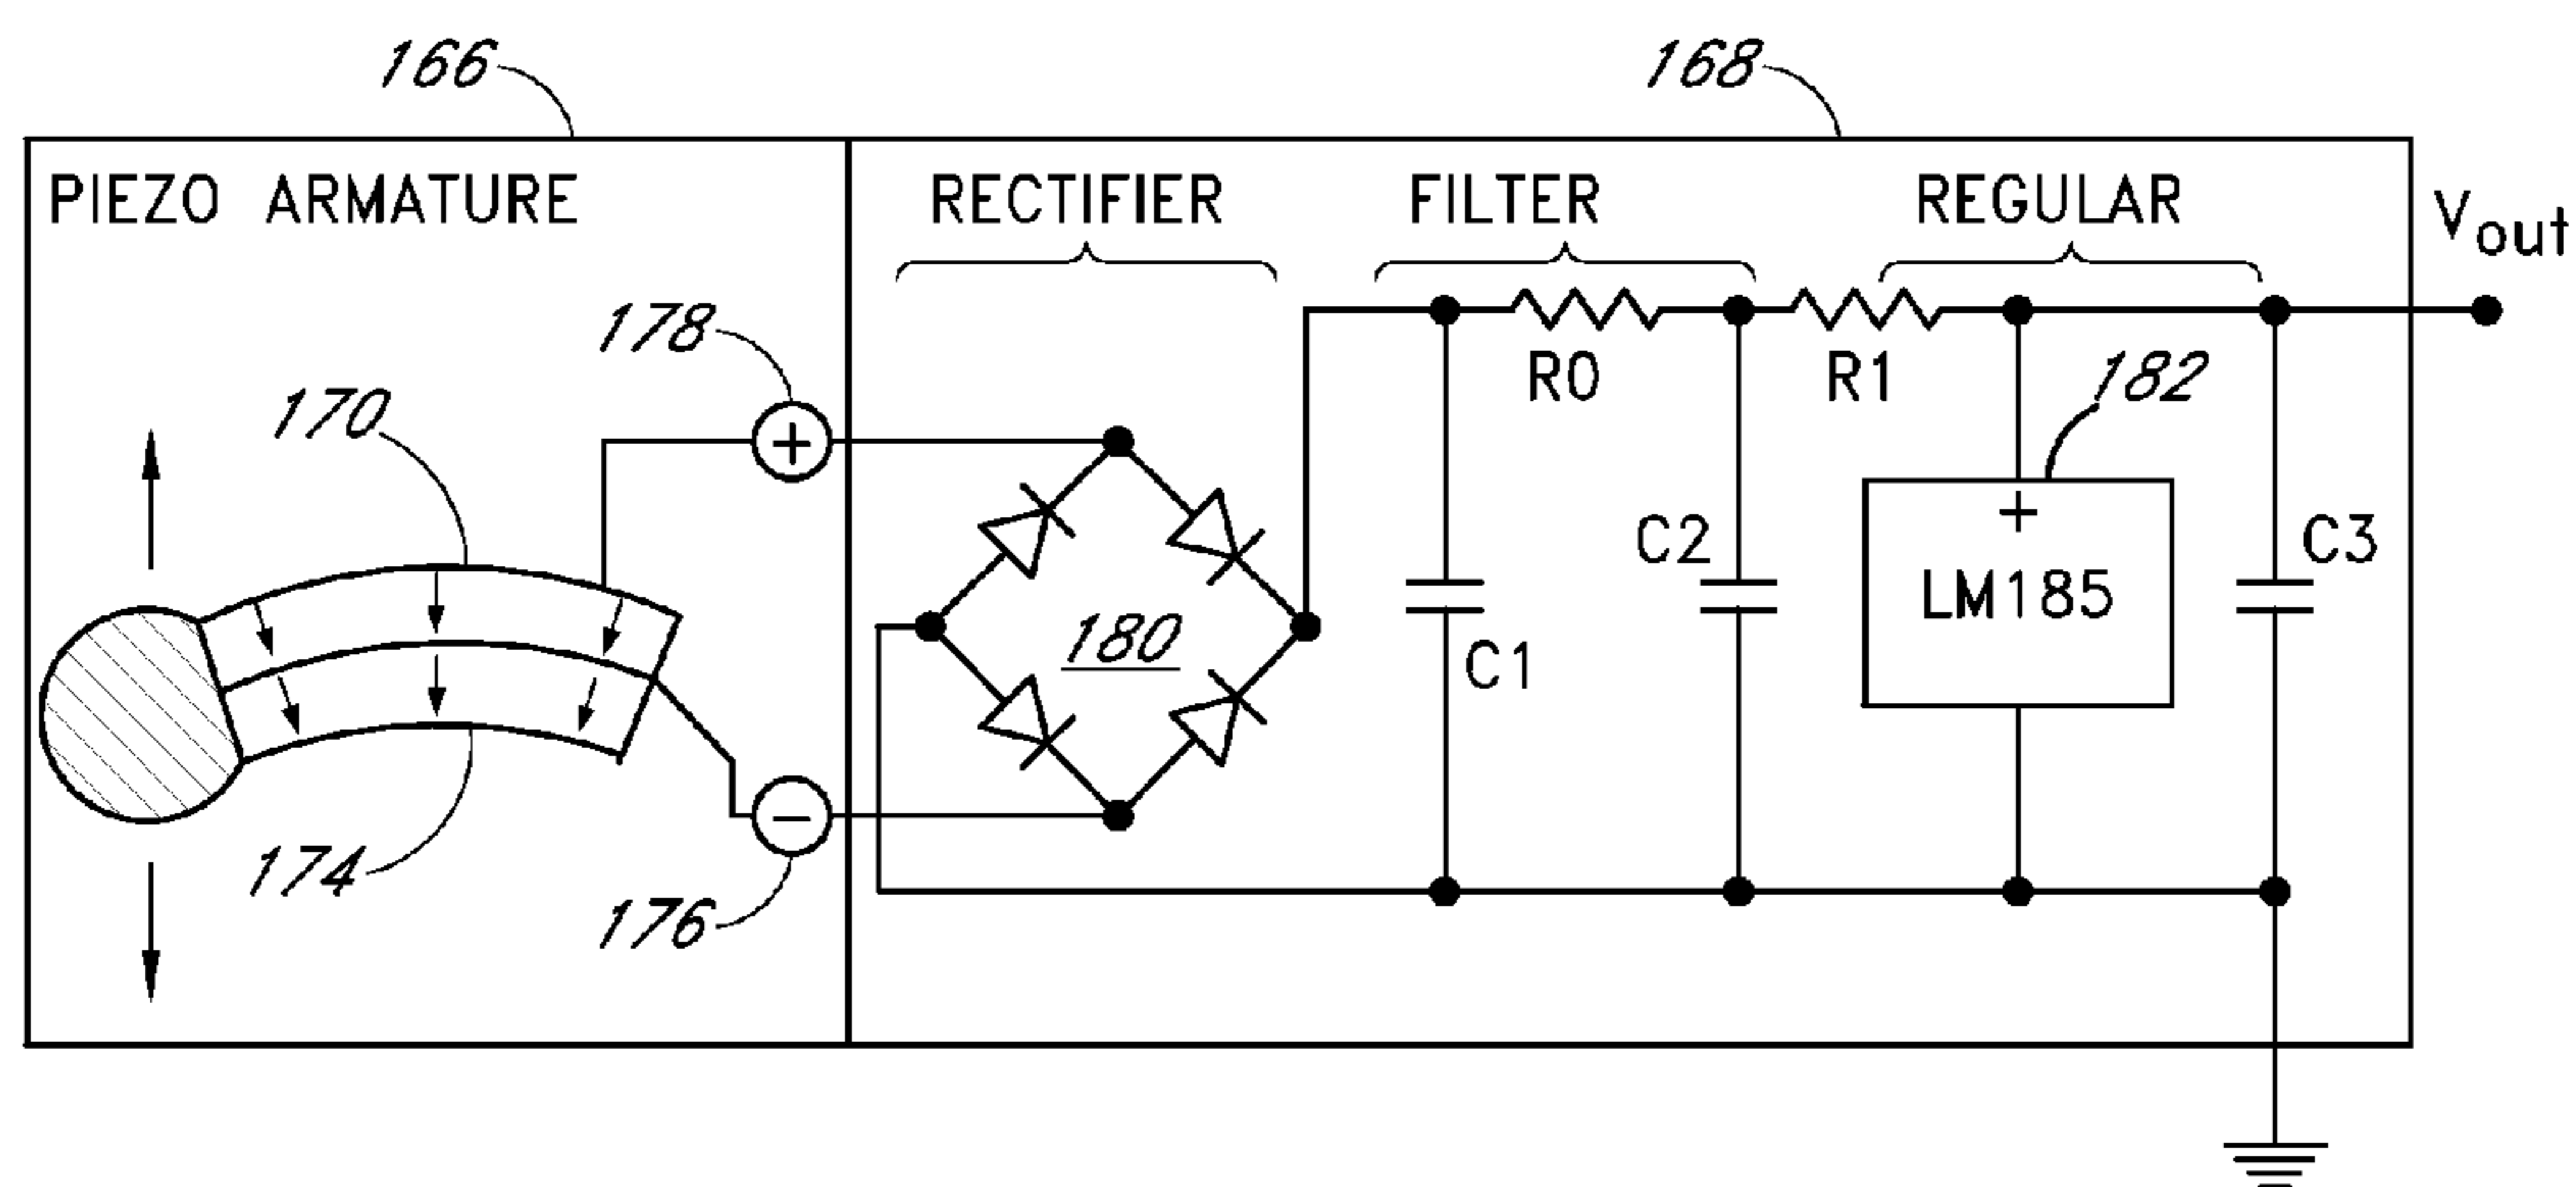 166
168
PIEZO ARMATURE
RECTIFIER
FILTER
REGULAR
Vout
178
170
+
R0
R1
182
+
C2
LM185
C3
180
C1
174
−
176